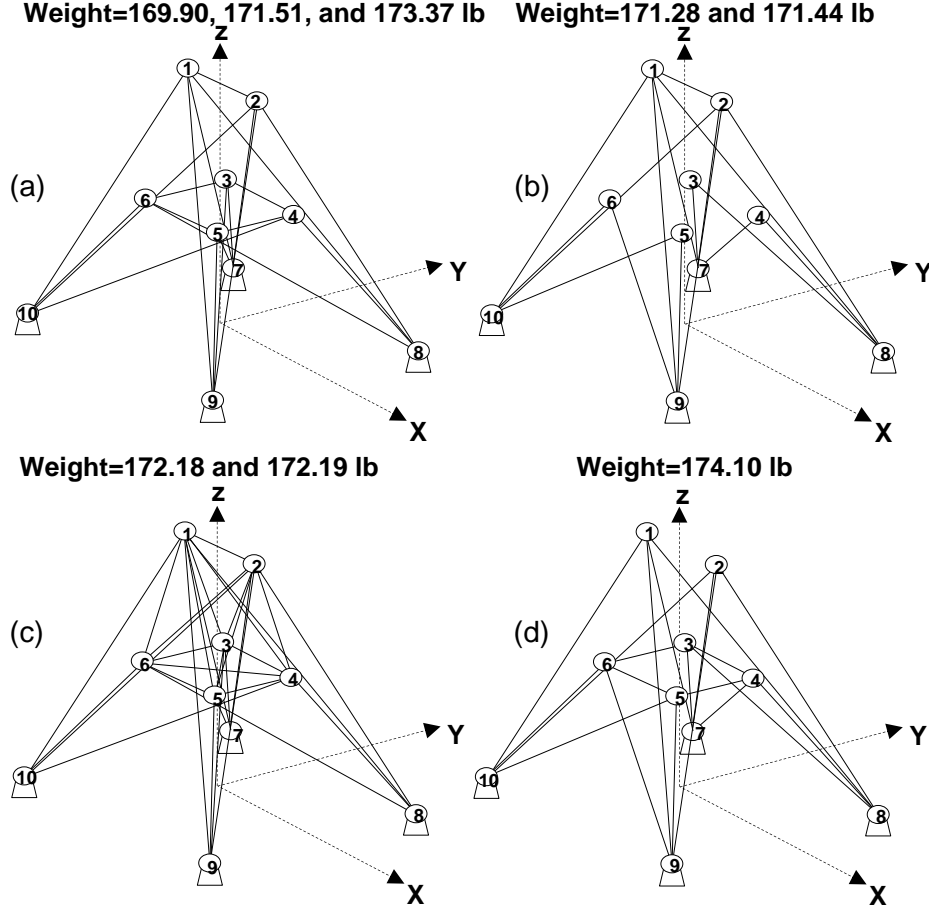 Weight=169.90, 171.51, and 173.37 lb
Weight=171.28 and 171.44 lb
z
1
2
3
(a)
6
4
5
7
Y
10
8
9
X
z
1
2
3
(b)
6
4
5
7
Y
10
8
9
X
Weight=172.18 and 172.19 lb
Weight=174.10 lb
z
1
2
(c)
3
6
4
5
7
Y
10
8
9
X
z
1
2
(d)
3
6
4
5
7
Y
10
8
9
X